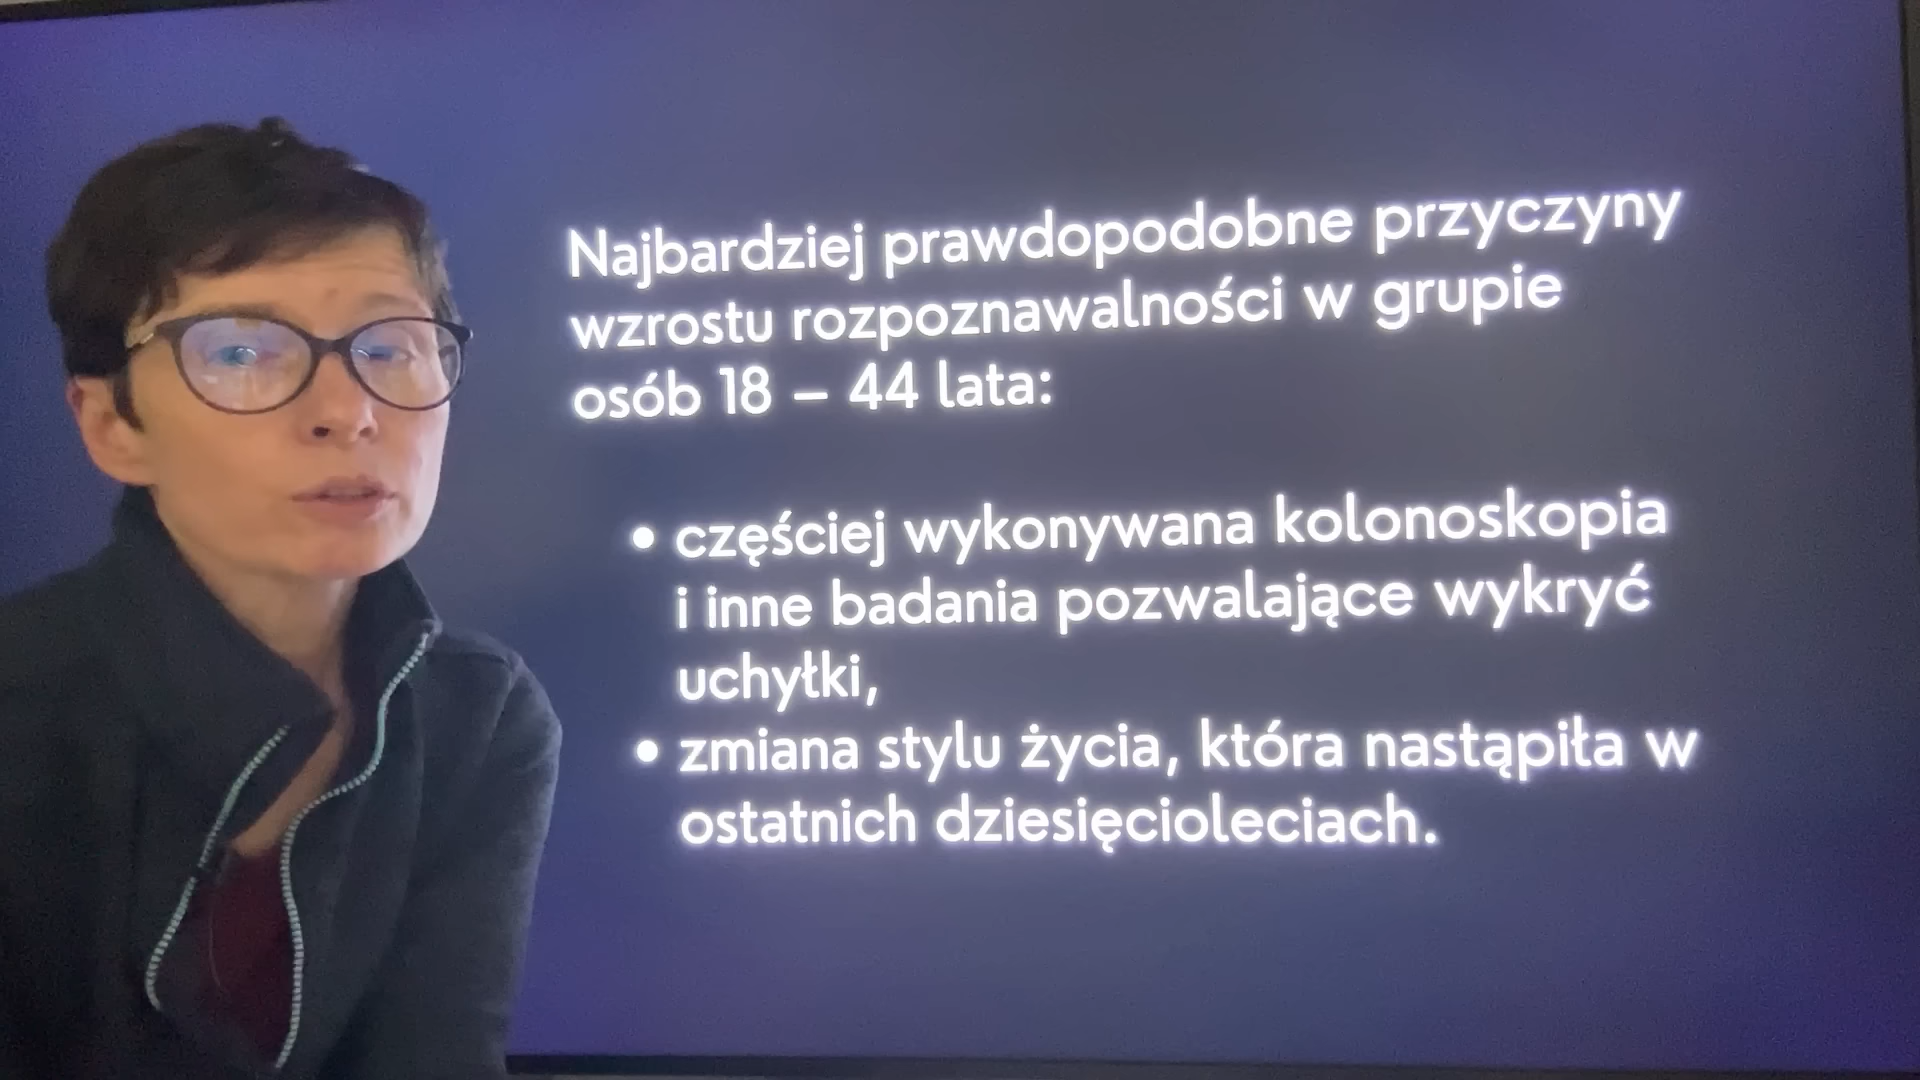 Najbardziej prawdopodobne przyczyny
wzrostu rozpoznawalności w grupie
osób 18 – 44 lata:
• częściej wykonywana kolonoskopia
i inne badania pozwalające wykryć
uchyłki,
• zmiana stylu życia, która nastąpiła w
ostatnich dziesięcioleciach.